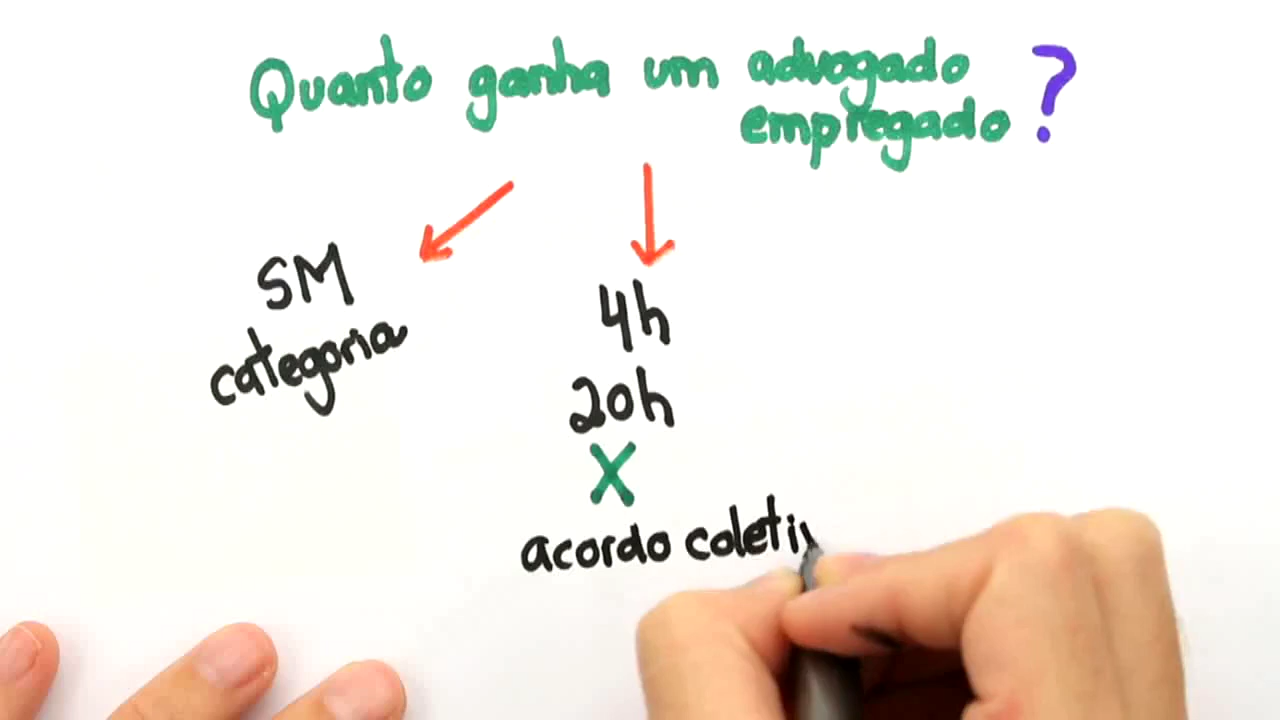 Quanto ganha um advogado
empregado ?
SM
categoria
4h
20h
X
acordo coleti